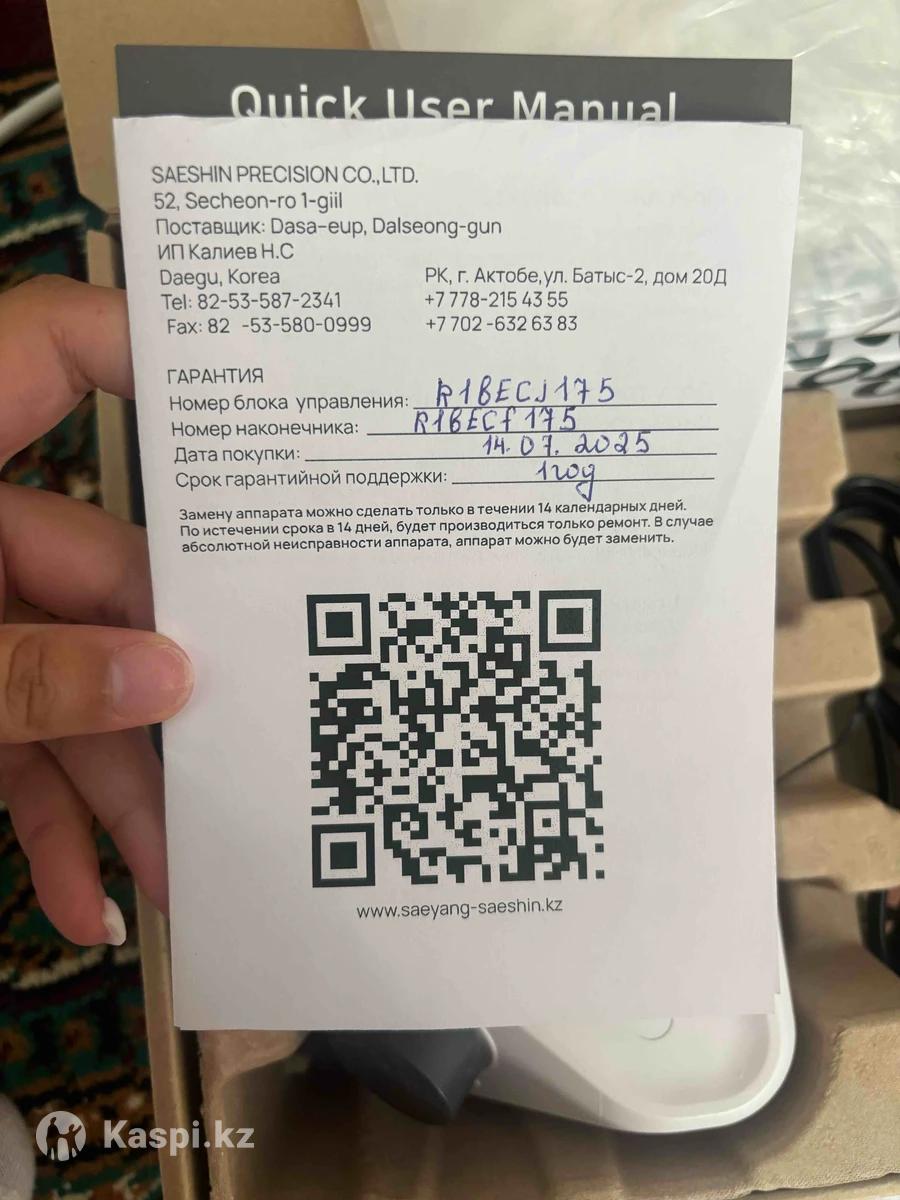 Quick User Manual
SAESHIN PRECISION CO.,LTD.
52, Secheon-ro 1-giil
Поставщик: Dasa-eup, Dalseong-gun
ИП Калиев Н.С
Daegu, Korea РК, г. Актобе,ул. Батыс-2, дом 20Д
Tel: 82-53-587-2341 +7 778-215 43 55
Fax: 82 -53-580-0999 +7 702 -632 63 83
ГАРАНТИЯ
Номер блока управления: R1BECJ175
Номер наконечника: R1BECf175
Дата покупки: 14.07.2025
Срок гарантийной поддержки: 1 год
Замену аппарата можно сделать только в течении 14 календарных дней.
По истечении срока в 14 дней, будет производиться только ремонт. В случае
абсолютной неисправности аппарата, аппарат можно будет заменить.
www.saeyang-saeshin.kz
Kaspi.kz